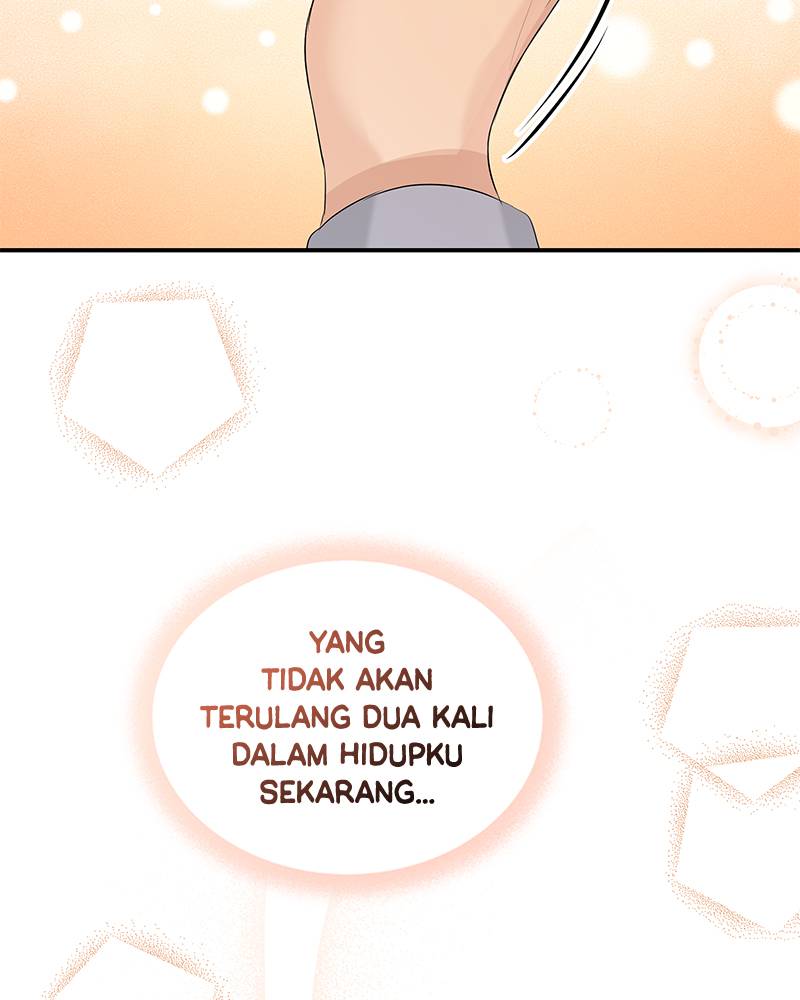 YANG
TIDAK AKAN
TERULANG DUA KALI
DALAM HIDUPKU
SEKARANG...